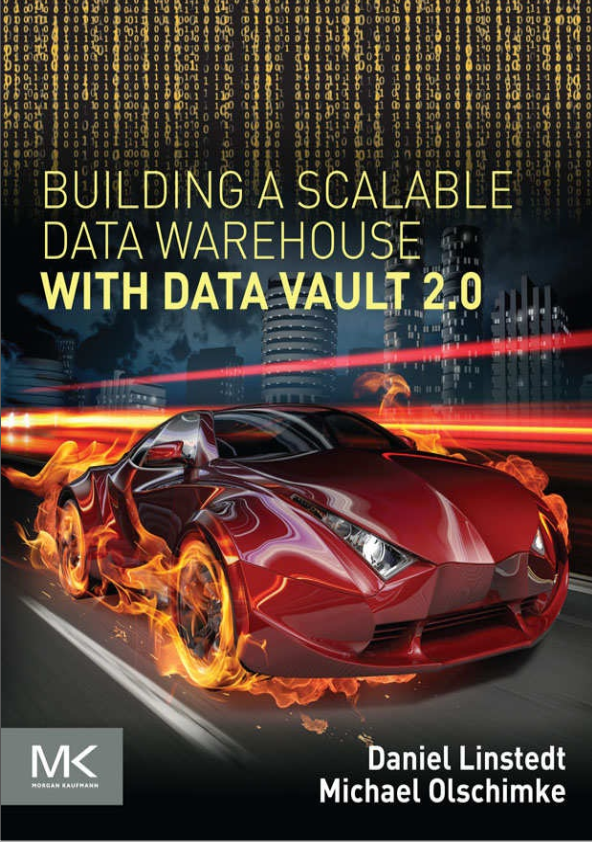 BUILDING A SCALABLE
DATA WAREHOUSE
WITH DATA VAULT 2.0
MK
MORGAN KAUFMANN
Daniel Linstedt
Michael Olschimke